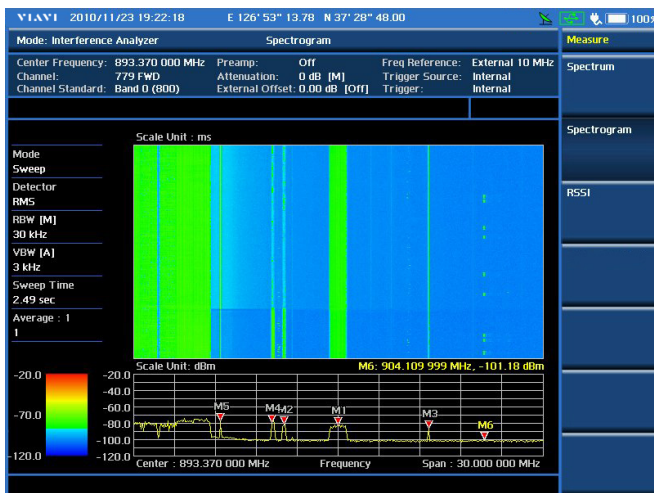 VIAVI 2010/11/23 19:22:18 E 126° 53" 13.78 N 37° 28" 48.00 100%
Mode: Interference Analyzer Spectrogram
Measure
Center Frequency: 893.370 000 MHz Preamp: Off Freq Reference: External 10 MHz
Channel: 779 FWD Attenuation: 0 dB [M] Trigger Source: Internal
Channel Standard: Band 0 (800) External Offset: 0.00 dB [Off] Trigger: Internal
Spectrum
Spectrogram
RSSI
Scale Unit : ms
Mode
Sweep
Detector
RMS
RBW [M]
30 kHz
VBW [A]
3 kHz
Sweep Time
2.49 sec
Average : 1
1
Scale Unit: dBm M6: 904.109 999 MHz, -101.18 dBm
-20.0 -20.0
-40.0
-60.0
-70.0 -80.0
-100.0
-120.0 -120.0
M5 M4 M2 M1 M3 M6
Center : 893.370 000 MHz Frequency Span : 30.000 000 MHz